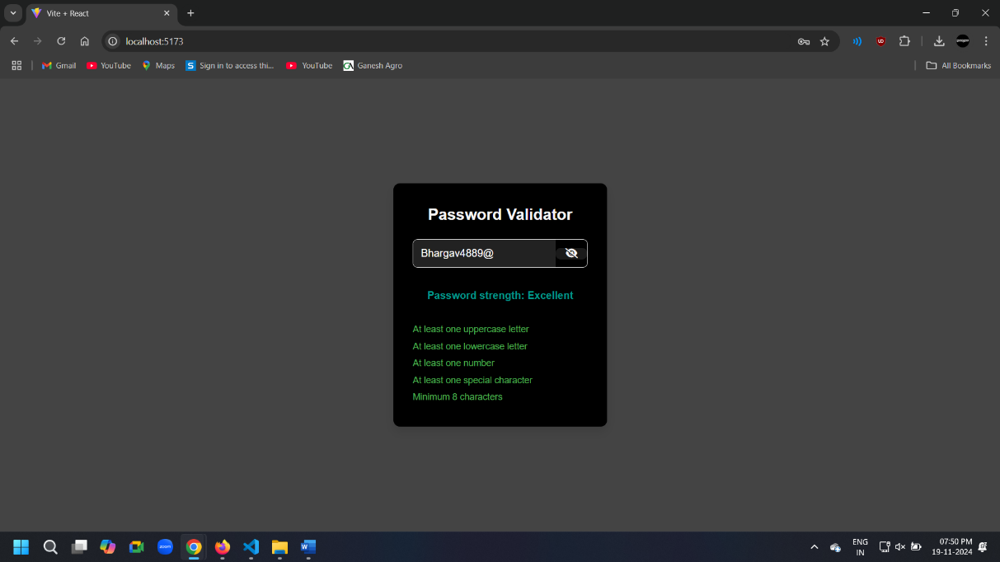 Vite + React
localhost:5173
Gmail YouTube Maps S Sign in to access thi... YouTube GA Ganesh Agro All Bookmarks
Password Validator
Bhargav4889@
Password strength: Excellent
At least one uppercase letter
At least one lowercase letter
At least one number
At least one special character
Minimum 8 characters
zoom
W
ENG
IN
07:50 PM
19-11-2024